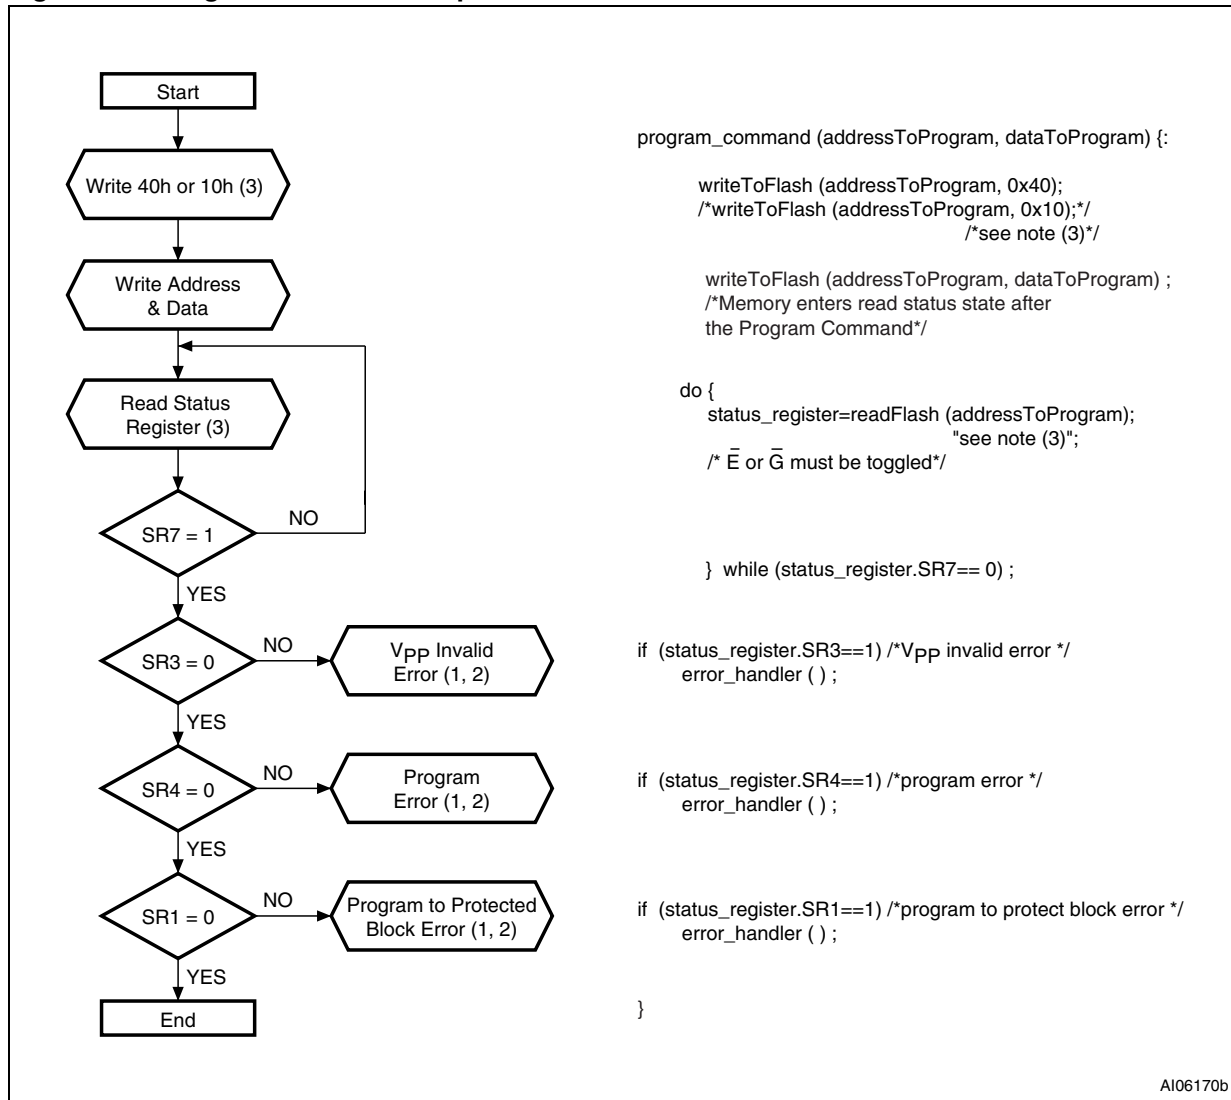 Start
Write 40h or 10h (3)
Write Address
& Data
Read Status
Register (3)
SR7 = 1
NO
YES
SR3 = 0
NO
VPP Invalid
Error (1, 2)
YES
SR4 = 0
NO
Program
Error (1, 2)
YES
SR1 = 0
NO
Program to Protected
Block Error (1, 2)
YES
End
program_command (addressToProgram, dataToProgram) {:
writeToFlash (addressToProgram, 0x40);
/*writeToFlash (addressToProgram, 0x10);*/
/*see note (3)*/
writeToFlash (addressToProgram, dataToProgram) ;
/*Memory enters read status state after
the Program Command*/
do {
status_register=readFlash (addressToProgram);
"see note (3)";
/* E̅ or G̅ must be toggled*/
} while (status_register.SR7== 0) ;
if (status_register.SR3==1) /*VPP invalid error */
error_handler ( ) ;
if (status_register.SR4==1) /*program error */
error_handler ( ) ;
if (status_register.SR1==1) /*program to protect block error */
error_handler ( ) ;
}
AI06170b